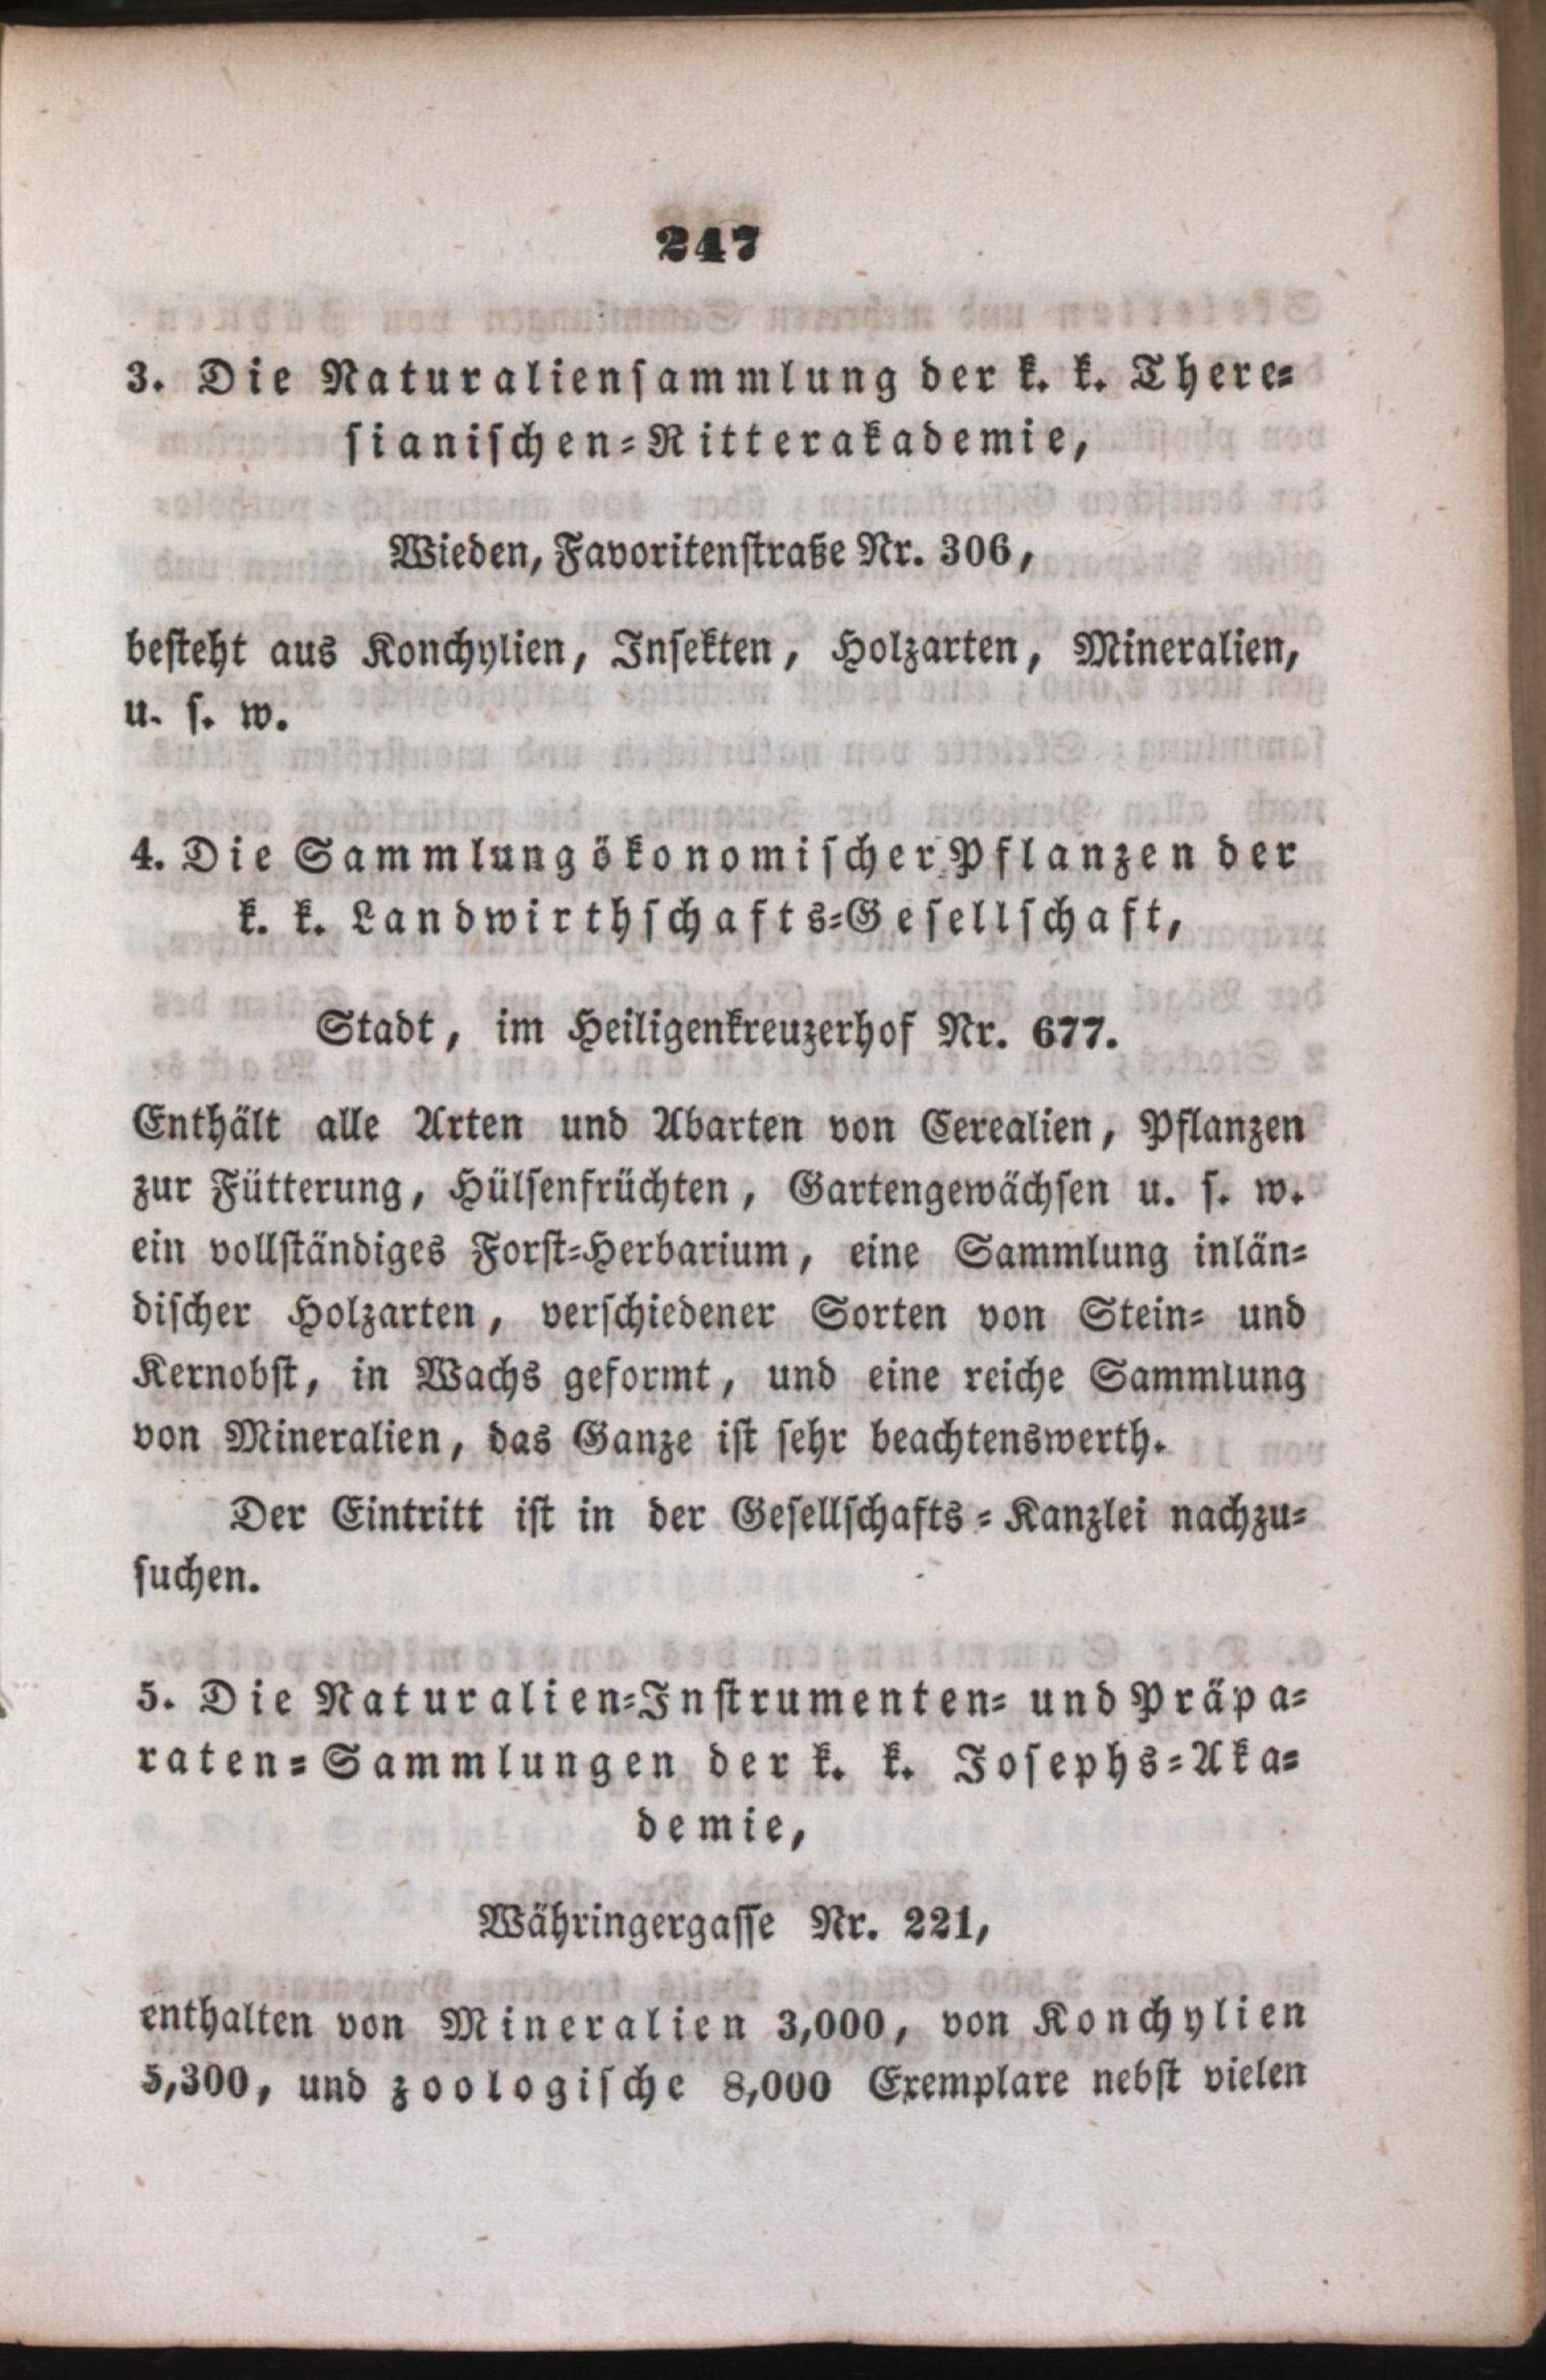 247
3. Die Naturaliensammlung der k. k. There-
sianischen-Ritterakademie,
Wieden, Favoritenstraße Nr. 306,
besteht aus Konchylien, Insekten, Holzarten, Mineralien,
u. s. w.
4. Die Sammlung ökonomischer Pflanzen der
k. k. Landwirthschafts-Gesellschaft,
Stadt, im Heiligenkreuzerhof Nr. 677.
Enthält alle Arten und Abarten von Cerealien, Pflanzen
zur Fütterung, Hülsenfrüchten, Gartengewächsen u. s. w.
ein vollständiges Forst-Herbarium, eine Sammlung inlän-
discher Holzarten, verschiedener Sorten von Stein- und
Kernobst, in Wachs geformt, und eine reiche Sammlung
von Mineralien, das Ganze ist sehr beachtenswerth.
Der Eintritt ist in der Gesellschafts-Kanzlei nachzu-
suchen.
5. Die Naturalien-Instrumenten- und Präpa-
raten-Sammlungen der k. k. Josephs-Aka-
demie,
Währingergasse Nr. 221,
enthalten von Mineralien 3,000, von Konchylien
5,300, und zoologische 8,000 Exemplare nebst vielen